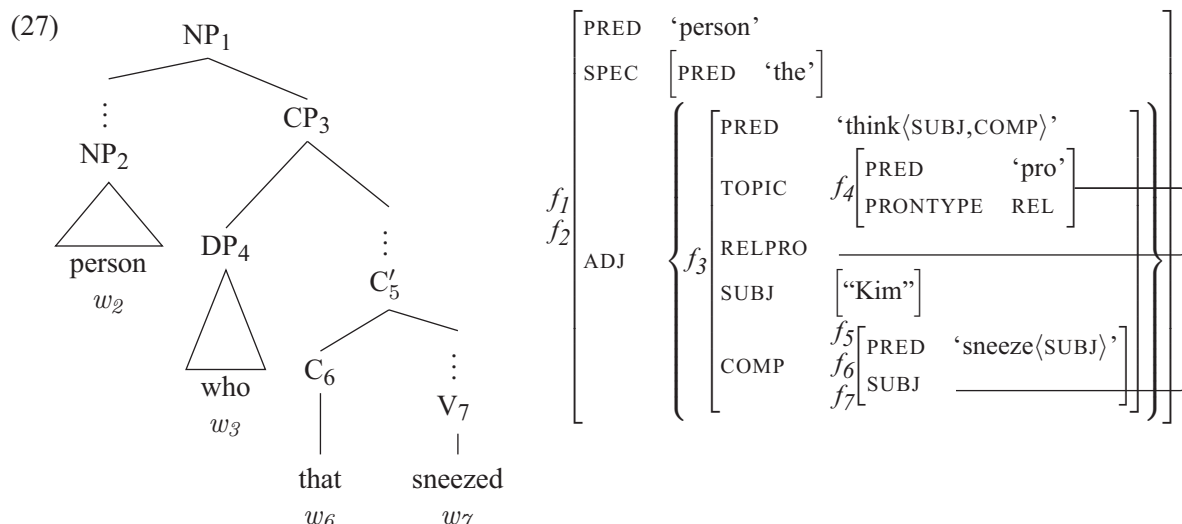 (27)
NP1
NP2
person
w2
CP3
DP4
who
w3
C′5
C6
that
w6
V7
sneezed
w7
f1
f2
PRED ‘person’
SPEC [PRED ‘the’]
ADJ
f3
PRED ‘think⟨SUBJ,COMP⟩’
TOPIC f4 [PRED ‘pro’
PRONTYPE REL]
RELPRO
SUBJ [“Kim”]
COMP
f5
f6
f7
PRED ‘sneeze⟨SUBJ⟩’
SUBJ